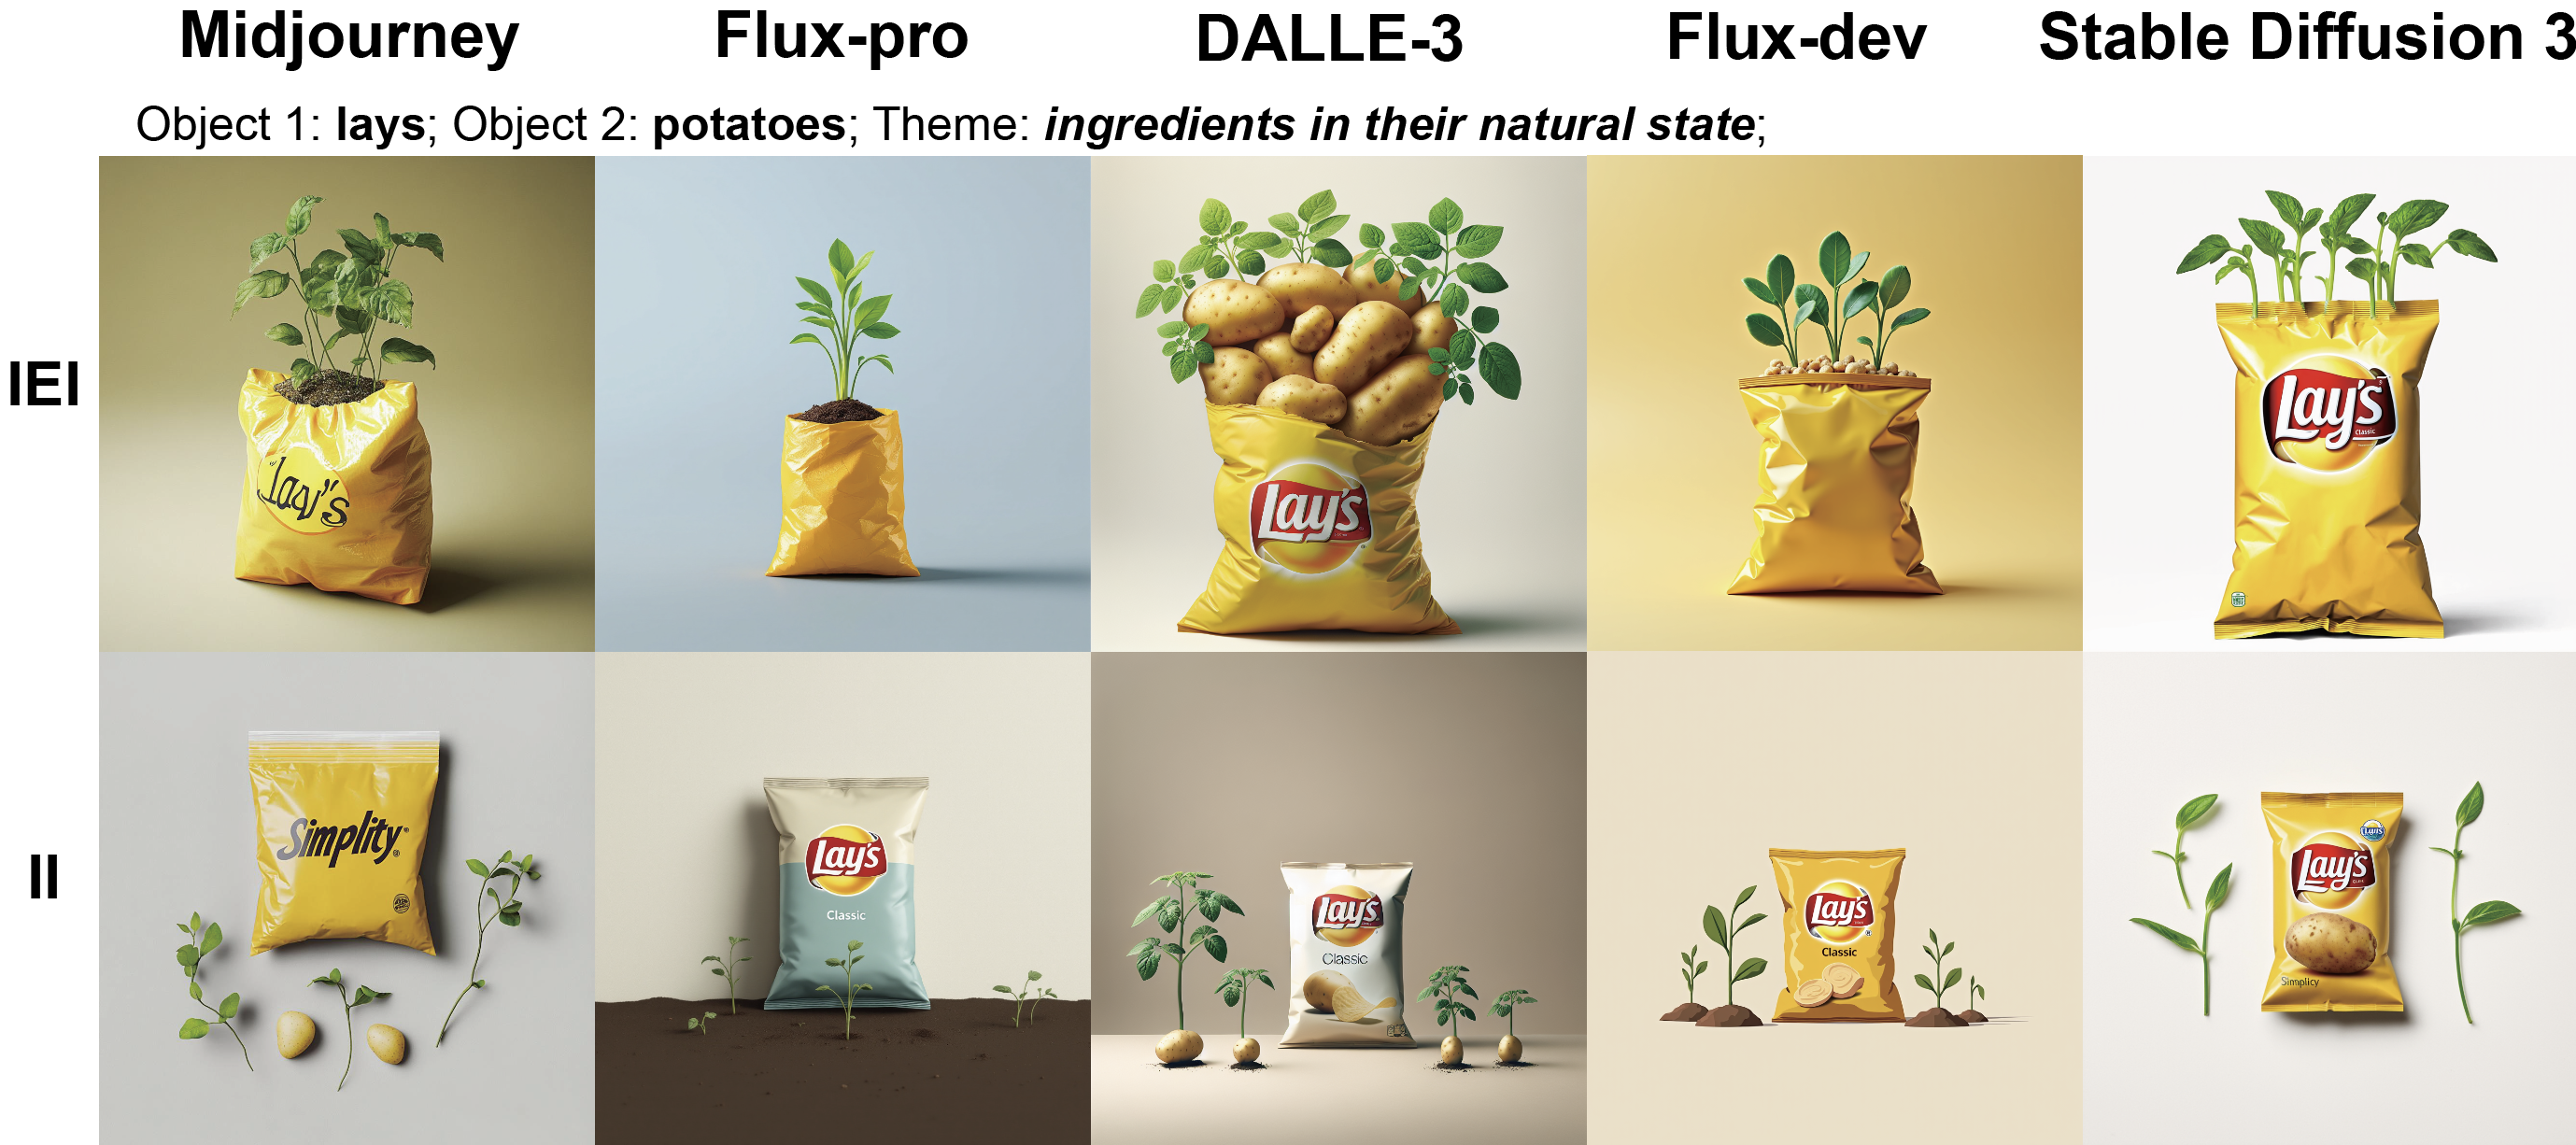 Midjourney Flux-pro DALLE-3 Flux-dev Stable Diffusion 3
Object 1: lays; Object 2: potatoes; Theme: ingredients in their natural state;
IEI
Lay's
Lay's
Classic
II
Simplity
Lay's
Classic
Lay's
Classic
Lay's
Classic
Lay's
Simplicy